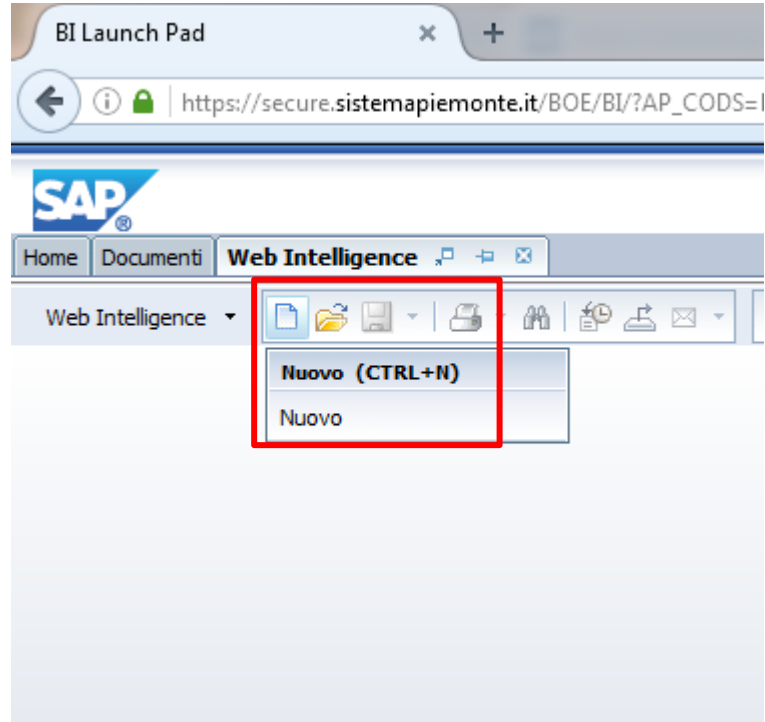 BI Launch Pad
https://secure.sistemapiemonte.it/BOE/BI/?AP_CODS=
SAP®
Home Documenti Web Intelligence
Web Intelligence
Nuovo (CTRL+N)
Nuovo